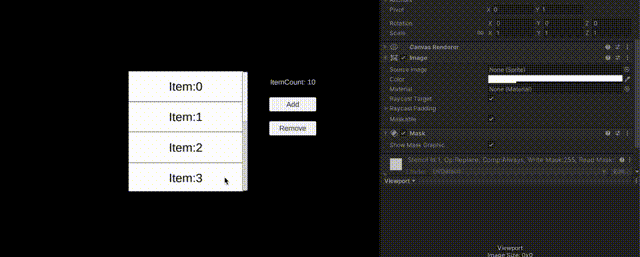 Pivot X 0 Y 1
Rotation X 0 Y 0 Z 0
Scale X 1 Y 1 Z 1
Canvas Renderer
Image
Source Image None (Sprite)
Color
Material None (Material)
Raycast Target
Raycast Padding
Maskable
Mask
Show Mask Graphic
Stencil Id:1, Op:Replace, Comp:Always, Write Mask:255, Read Mask
Viewport
Viewport
Image Size: 0x0
Item:0
Item:1
Item:2
Item:3
ItemCount: 10
Add
Remove